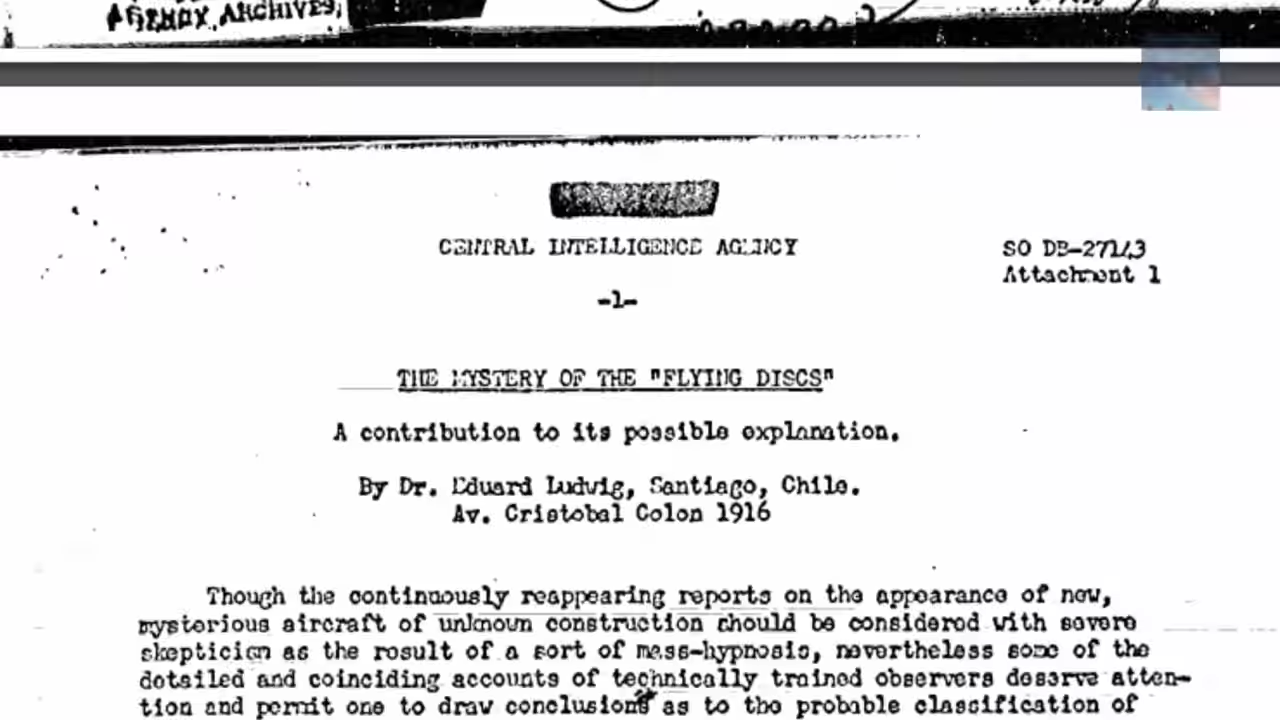 AGENCY ARCHIVES,
CENTRAL INTELLIGENCE AGENCY
SO DB-27143
Attachment 1
-1-
THE MYSTERY OF THE "FLYING DISCS"
A contribution to its possible explanation.
By Dr. Eduard Ludwig, Santiago, Chile.
Av. Cristobal Colon 1916
Though the continuously reappearing reports on the appearance of new,
mysterious aircraft of unknown construction should be considered with severe
skepticism as the result of a sort of mass-hypnosis, nevertheless some of the
detailed and coinciding accounts of technically trained observers deserve atten-
tion and permit one to draw conclusions as to the probable classification of